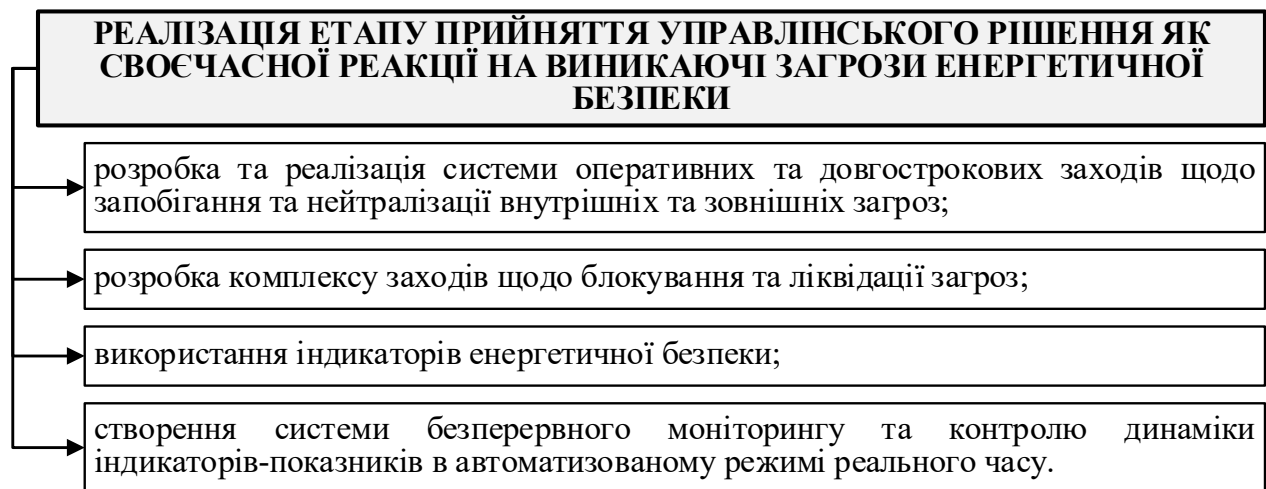 РЕАЛІЗАЦІЯ ЕТАПУ ПРИЙНЯТТЯ УПРАВЛІНСЬКОГО РІШЕННЯ ЯК
СВОЄЧАСНОЇ РЕАКЦІЇ НА ВИНИКАЮЧІ ЗАГРОЗИ ЕНЕРГЕТИЧНОЇ
БЕЗПЕКИ
розробка та реалізація системи оперативних та довгострокових заходів щодо
запобігання та нейтралізації внутрішніх та зовнішніх загроз;
розробка комплексу заходів щодо блокування та ліквідації загроз;
використання індикаторів енергетичної безпеки;
створення системи безперервного моніторингу та контролю динаміки
індикаторів-показників в автоматизованому режимі реального часу.